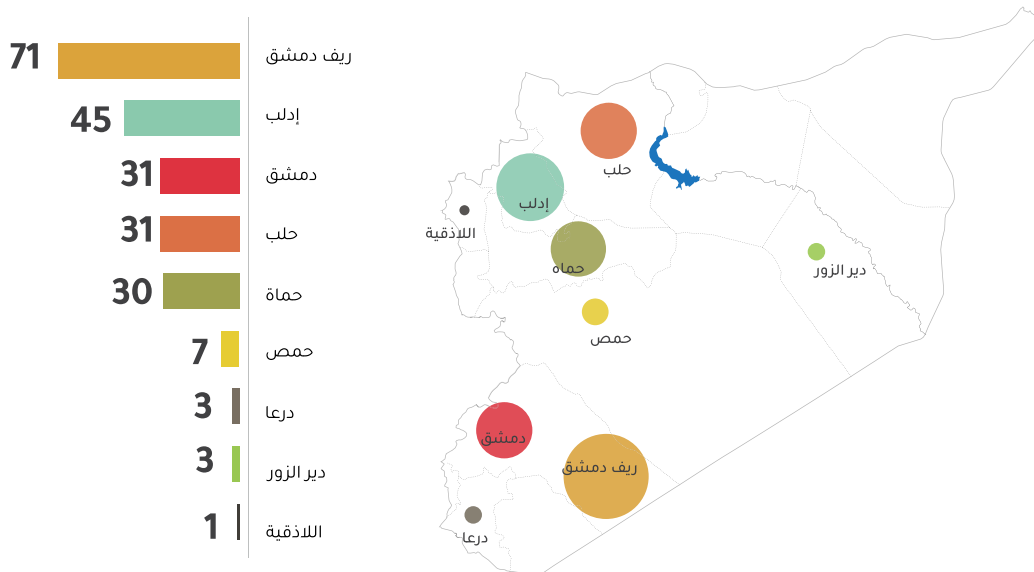 71 ريف دمشق
45 إدلب
31 دمشق
31 حلب
30 حماة
7 حمص
3 درعا
3 دير الزور
1 اللاذقية
حلب
إدلب
اللاذقية
حماه
دير الزور
حمص
دمشق
ريف دمشق
درعا